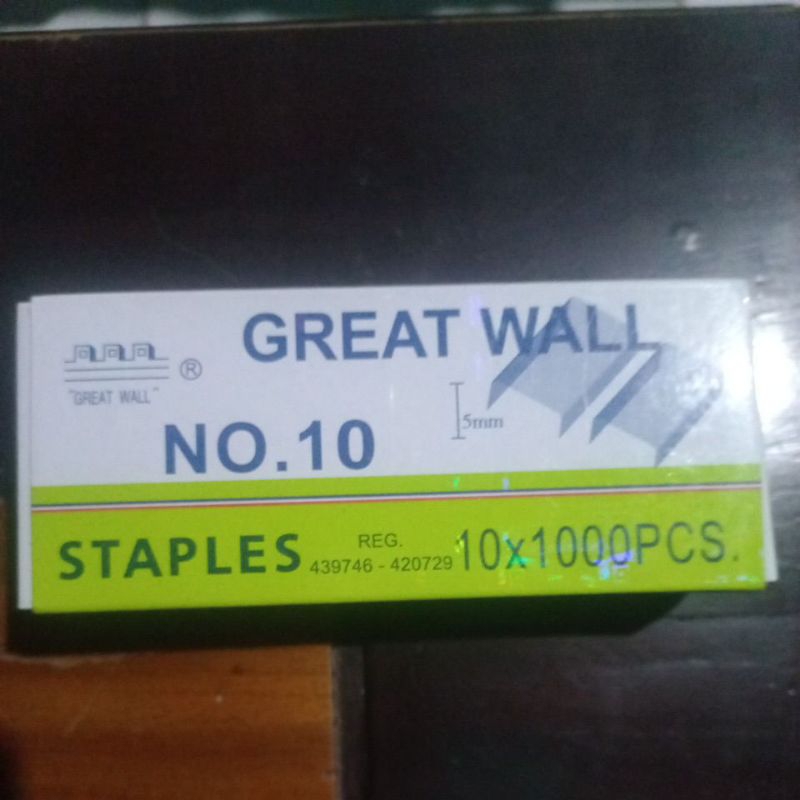 GREAT WALL
®
"GREAT WALL"
5mm
NO.10
STAPLES
REG.
439746 - 420729
10x1000PCS.